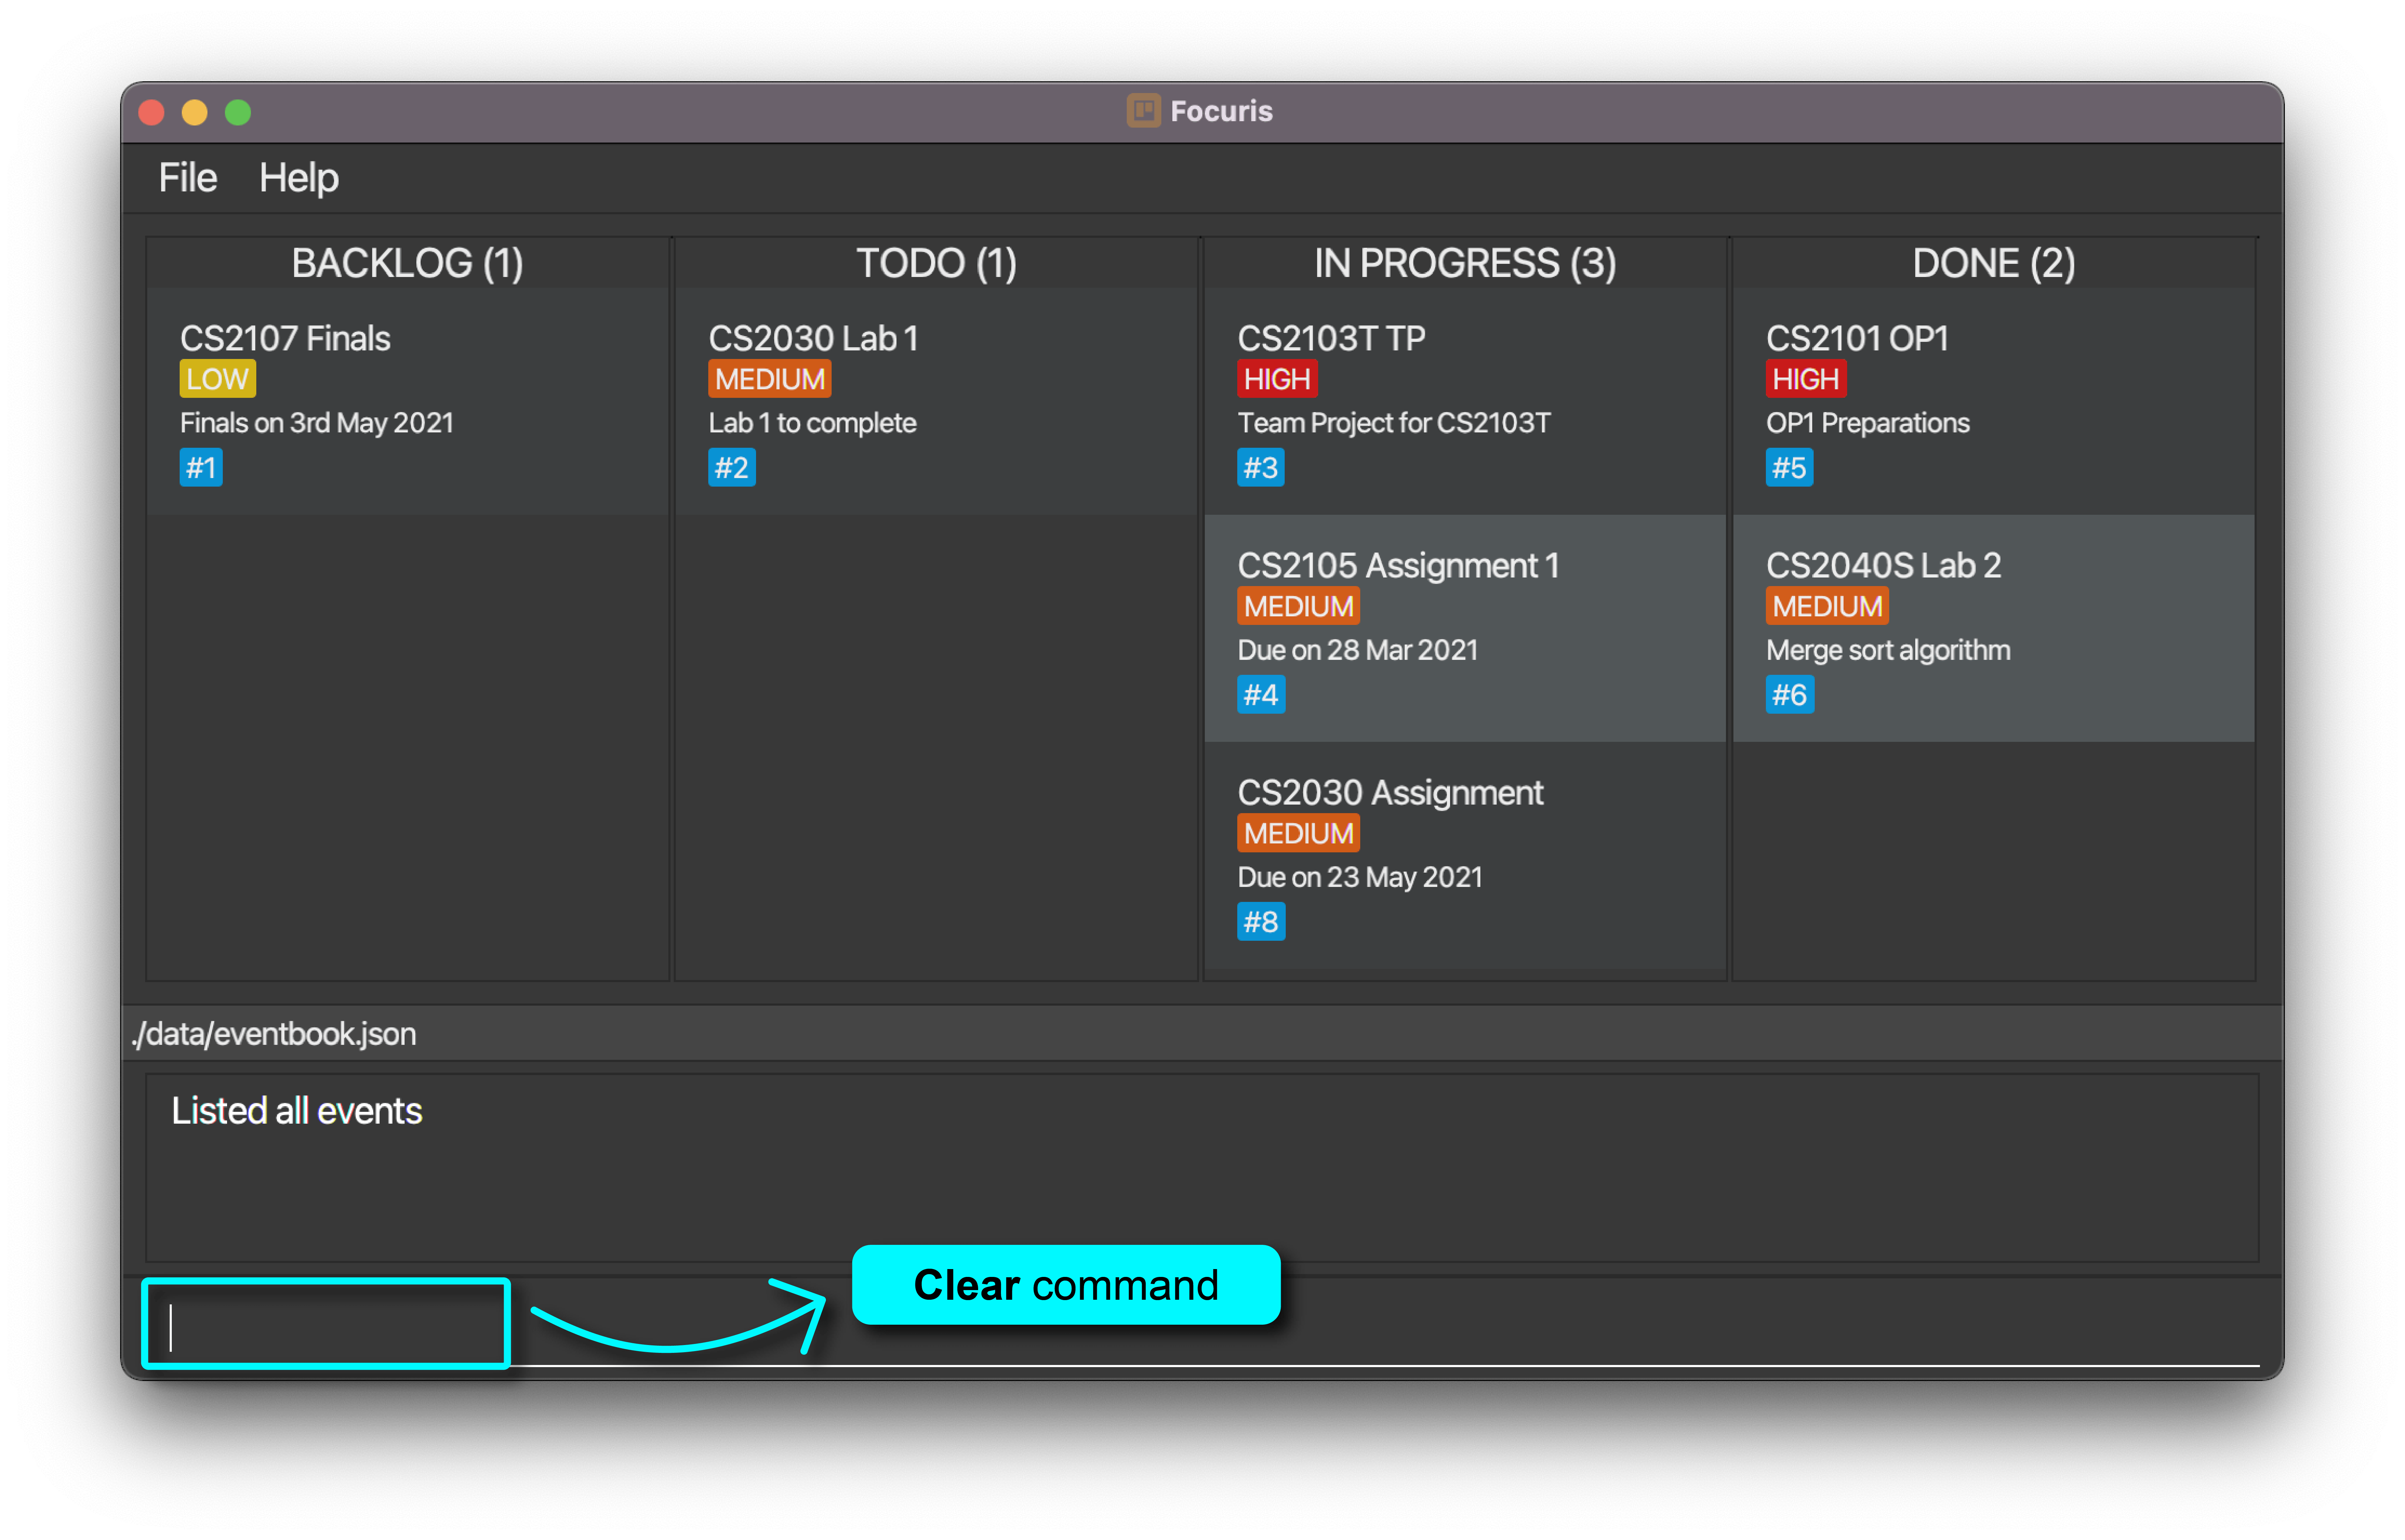 Focuris
File Help
BACKLOG (1)
CS2107 Finals
LOW
Finals on 3rd May 2021
#1
TODO (1)
CS2030 Lab 1
MEDIUM
Lab 1 to complete
#2
IN PROGRESS (3)
CS2103T TP
HIGH
Team Project for CS2103T
#3
CS2105 Assignment 1
MEDIUM
Due on 28 Mar 2021
#4
CS2030 Assignment
MEDIUM
Due on 23 May 2021
#8
DONE (2)
CS2101 OP1
HIGH
OP1 Preparations
#5
CS2040S Lab 2
MEDIUM
Merge sort algorithm
#6
./data/eventbook.json
Listed all events
Clear command